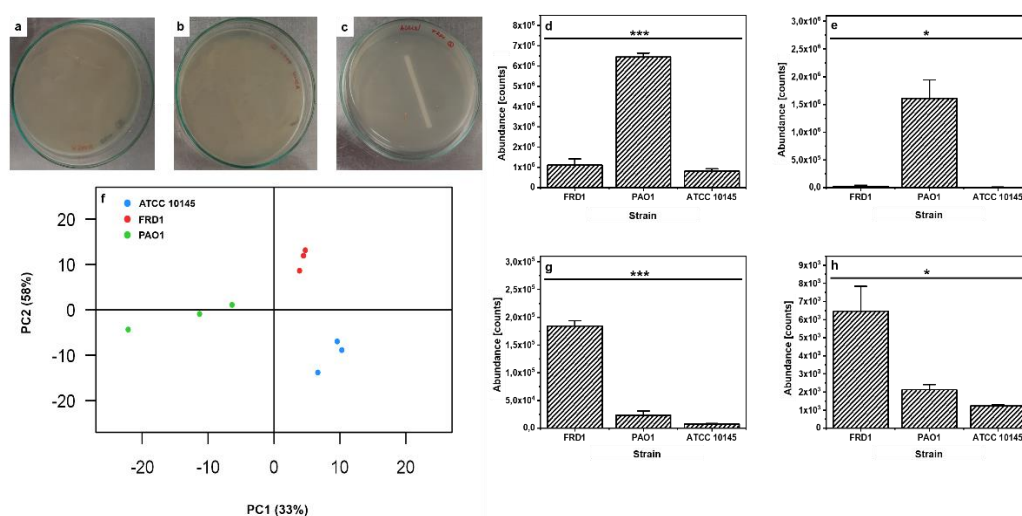 a
b
c
f
ATCC 10145
FRD1
PAO1
PC2 (58%)
20
10
0
-10
-20
-20
-10
0
10
20
PC1 (33%)
d
***
Abundance [counts]
8x10⁶
7x10⁶
6x10⁶
5x10⁶
4x10⁶
3x10⁶
2x10⁶
1x10⁶
0
FRD1
PAO1
ATCC 10145
Strain
e
*
Abundance [counts]
3,0x10⁶
2,0x10⁶
1,5x10⁶
1,0x10⁶
5,0x10⁵
0,0
FRD1
PAO1
ATCC 10145
Strain
g
***
Abundance [counts]
3,0x10⁵
2,5x10⁵
2,0x10⁵
1,5x10⁵
1,0x10⁵
5,0x10⁴
0,0
FRD1
PAO1
ATCC 10145
Strain
h
*
Abundance [counts]
9x10³
8x10³
7x10³
6x10³
5x10³
4x10³
3x10³
2x10³
1x10³
0
FRD1
PAO1
ATCC 10145
Strain